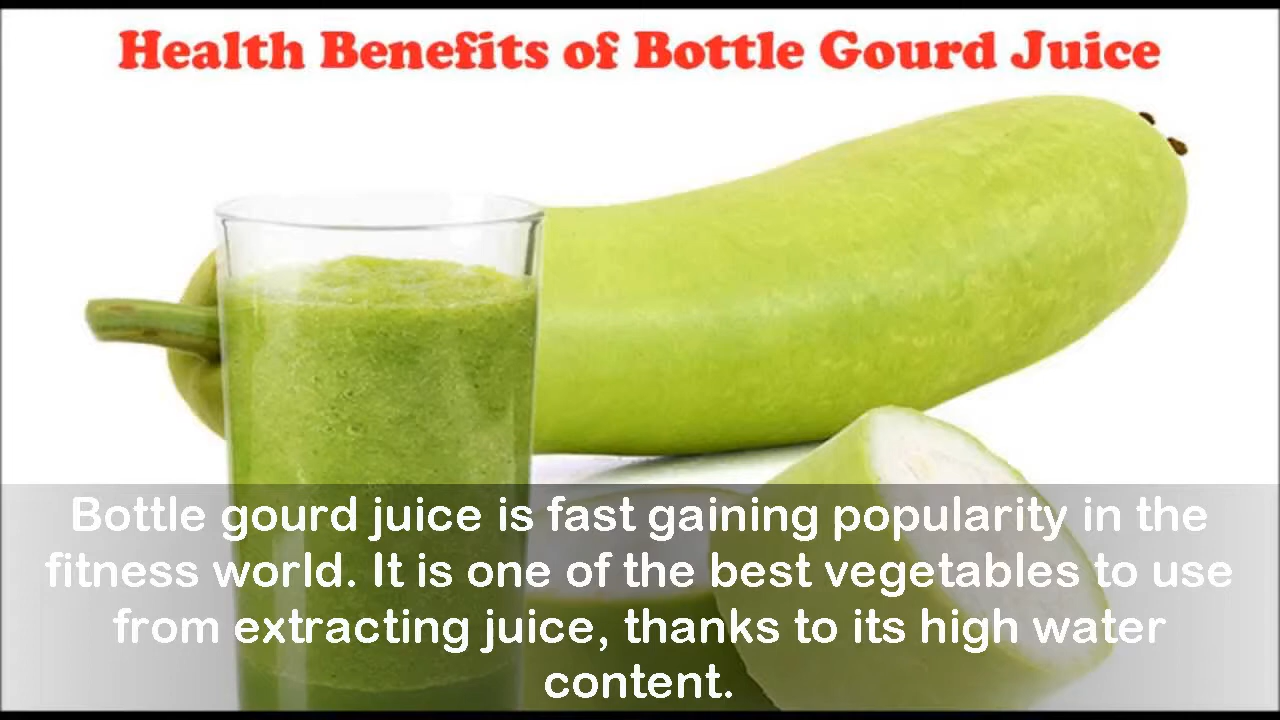 Health Benefits of Bottle Gourd Juice
Bottle gourd juice is fast gaining popularity in the
fitness world. It is one of the best vegetables to use
from extracting juice, thanks to its high water
content.